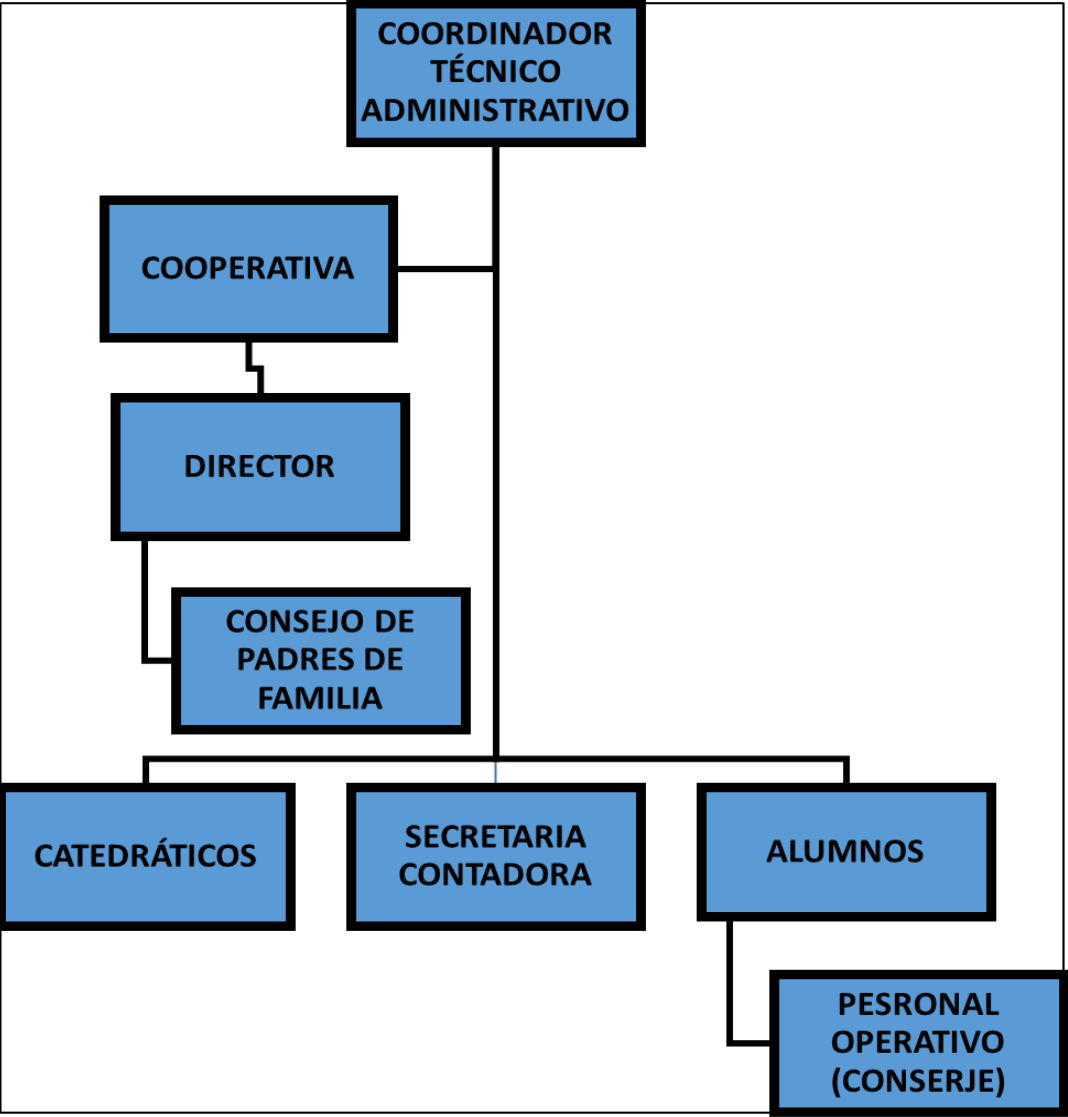 COORDINADOR
TÉCNICO
ADMINISTRATIVO
COOPERATIVA
DIRECTOR
CONSEJO DE
PADRES DE
FAMILIA
CATEDRÁTICOS
SECRETARIA
CONTADORA
ALUMNOS
PESRONAL
OPERATIVO
(CONSERJE)